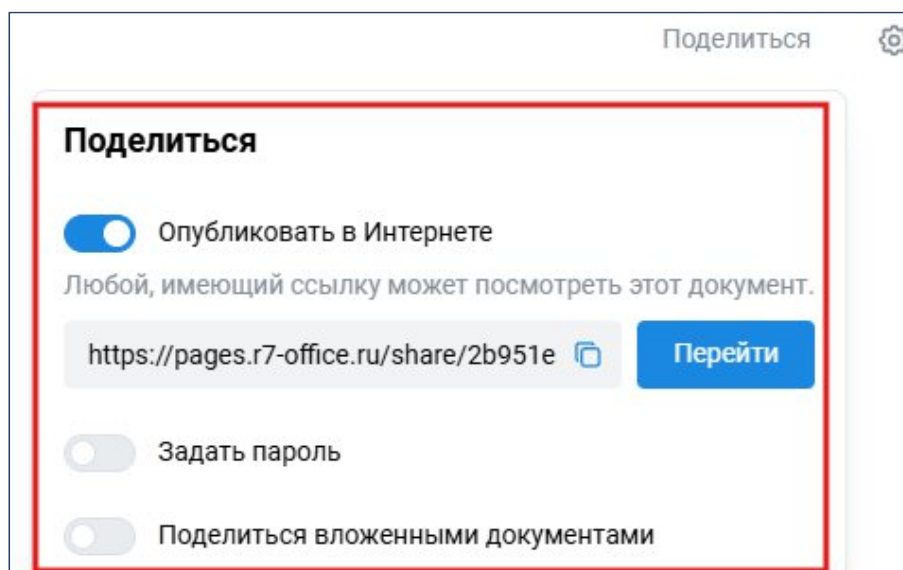 Поделиться
Поделиться
Опубликовать в Интернете
Любой, имеющий ссылку может посмотреть этот документ.
https://pages.r7-office.ru/share/2b951e
Перейти
Задать пароль
Поделиться вложенными документами